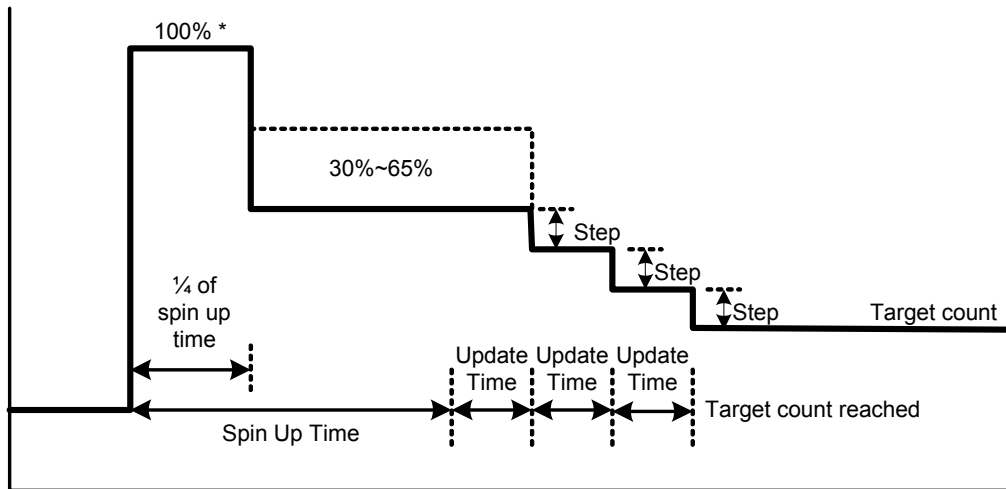 100% *
30%~65%
Step
Step
Step
¼ of
spin up
time
Target count
Update
Time
Update
Time
Update
Time
Spin Up Time
Target count reached